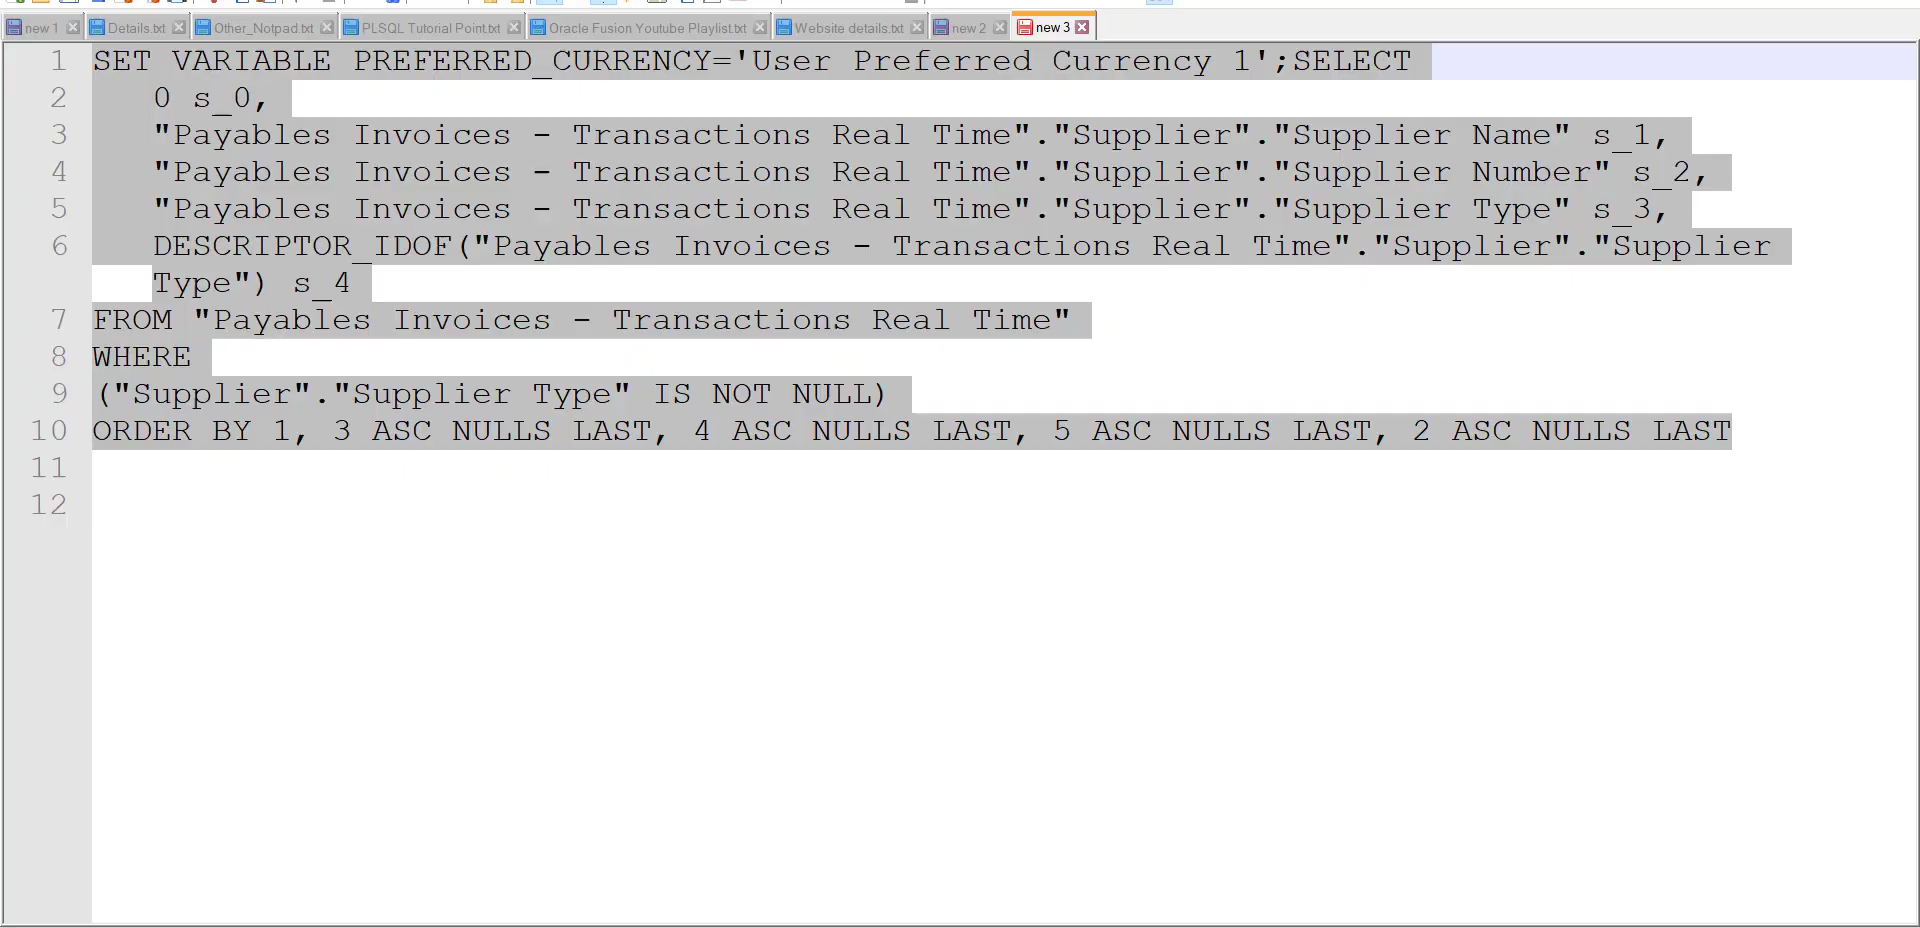 new 1 Details.txt Other_Notepad.txt PLSQL Tutorial Point.txt Oracle Fusion Youtube Playlist.txt Website details.txt new 2 new 3
1 SET VARIABLE PREFERRED_CURRENCY='User Preferred Currency 1';SELECT
2 0 s_0,
3 "Payables Invoices - Transactions Real Time"."Supplier"."Supplier Name" s_1,
4 "Payables Invoices - Transactions Real Time"."Supplier"."Supplier Number" s_2,
5 "Payables Invoices - Transactions Real Time"."Supplier"."Supplier Type" s_3,
6 DESCRIPTOR_IDOF("Payables Invoices - Transactions Real Time"."Supplier"."Supplier
Type") s_4
7 FROM "Payables Invoices - Transactions Real Time"
8 WHERE
9 ("Supplier"."Supplier Type" IS NOT NULL)
10 ORDER BY 1, 3 ASC NULLS LAST, 4 ASC NULLS LAST, 5 ASC NULLS LAST, 2 ASC NULLS LAST
11
12